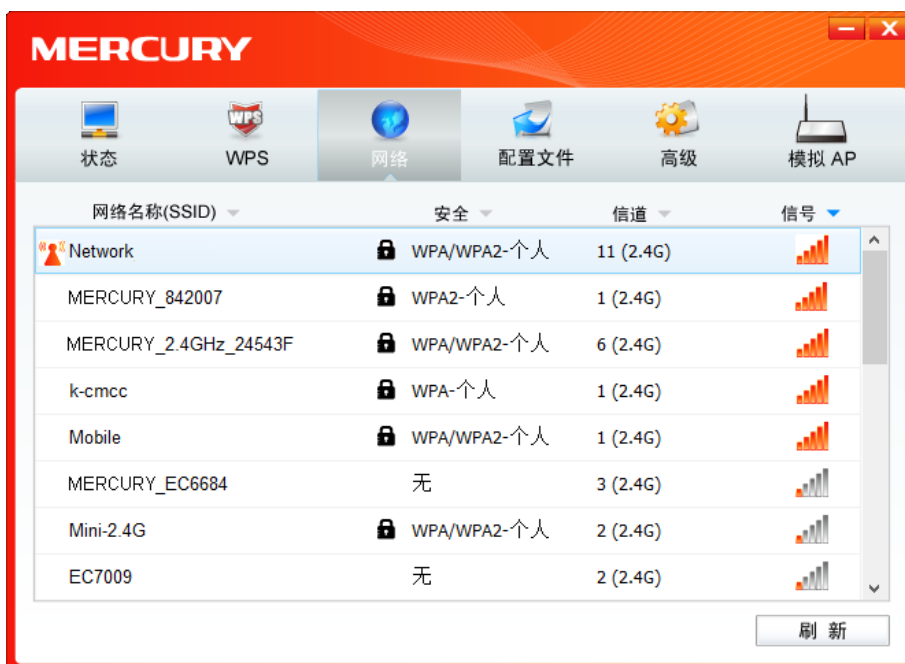 MERCURY
状态 WPS 网络 配置文件 高级 模拟 AP
网络名称(SSID) 安全 信道 信号
Network WPA/WPA2-个人 11 (2.4G)
MERCURY_842007 WPA2-个人 1 (2.4G)
MERCURY_2.4GHz_24543F WPA/WPA2-个人 6 (2.4G)
k-cmcc WPA-个人 1 (2.4G)
Mobile WPA/WPA2-个人 1 (2.4G)
MERCURY_EC6684 无 3 (2.4G)
Mini-2.4G WPA/WPA2-个人 2 (2.4G)
EC7009 无 2 (2.4G)
刷 新